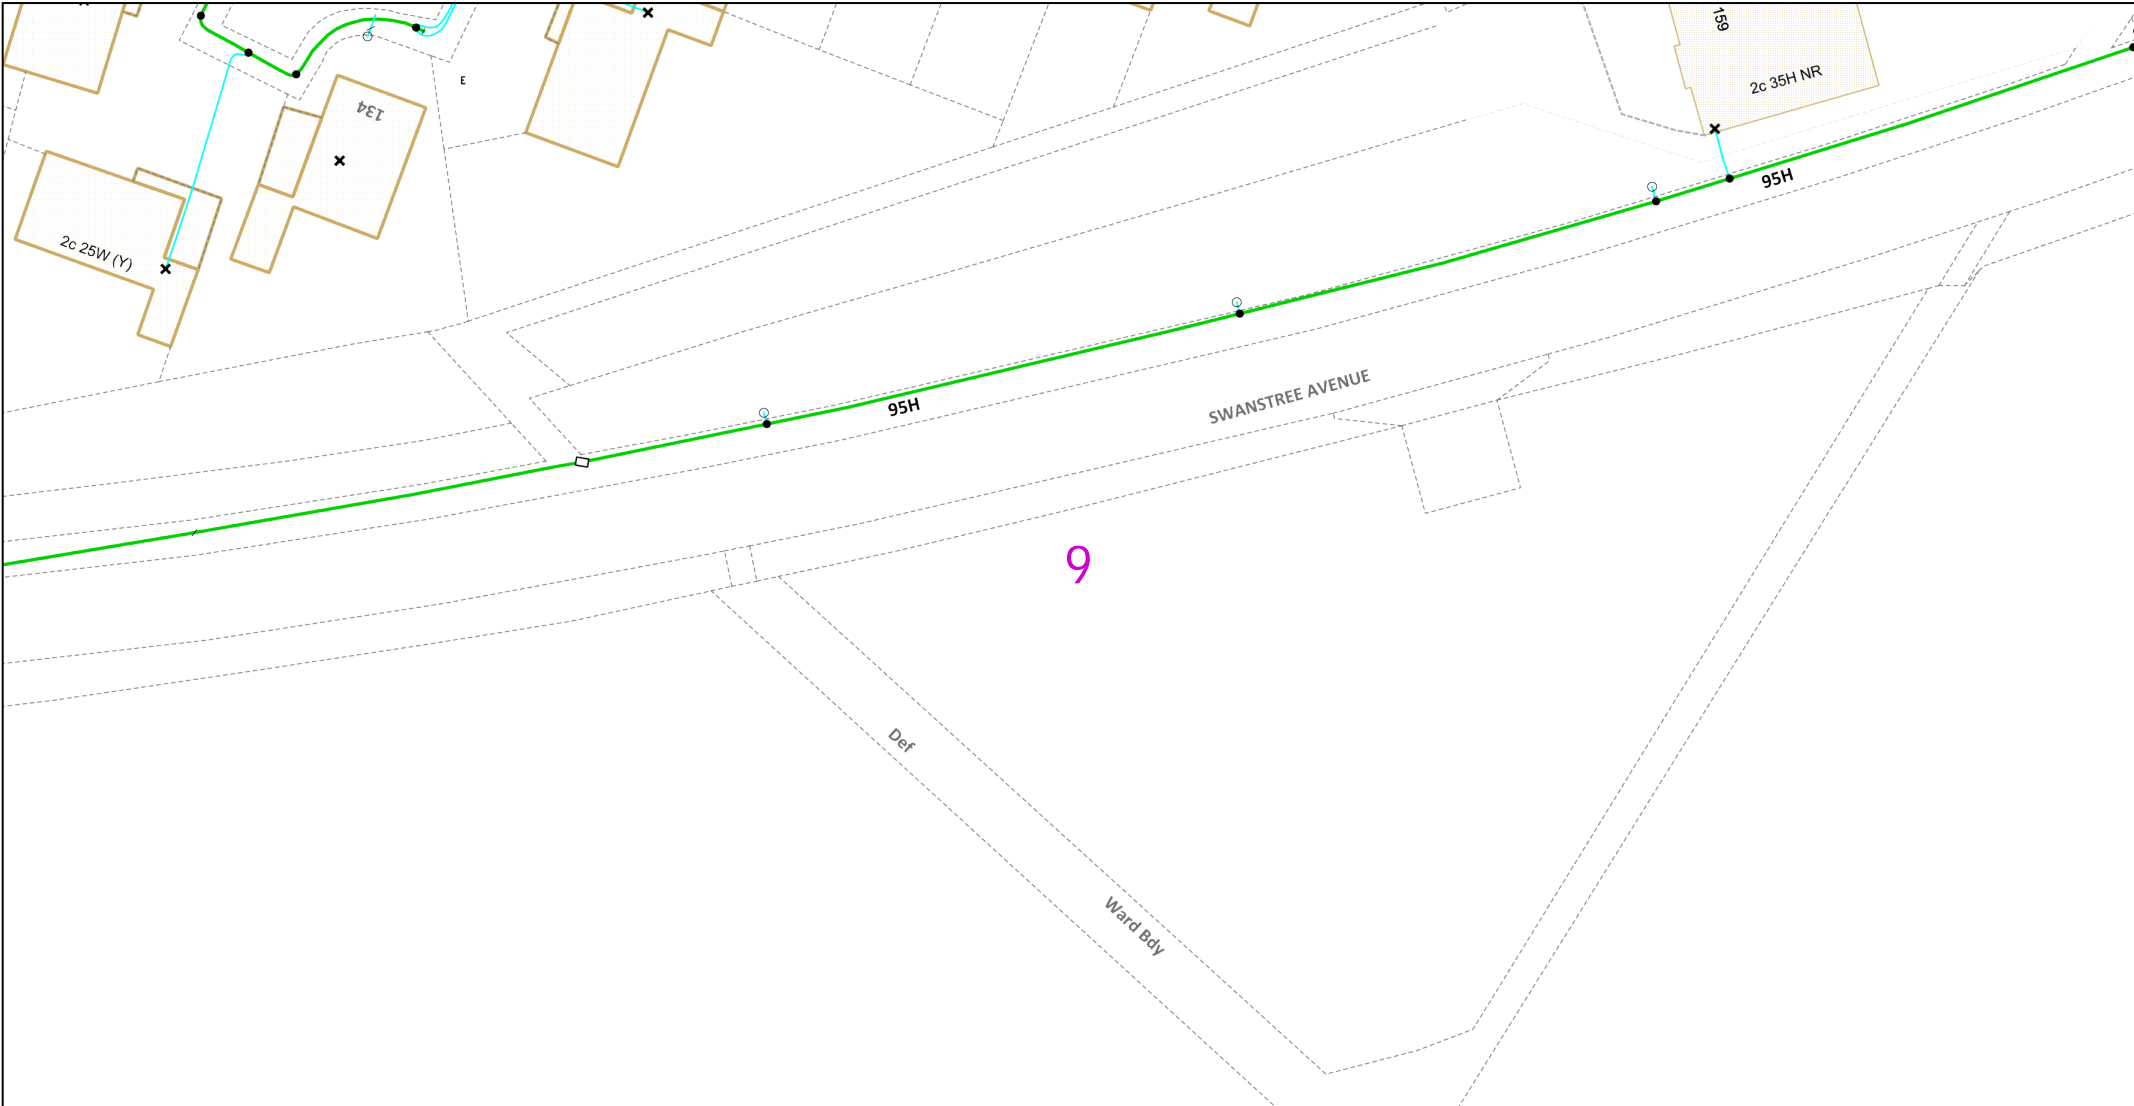 159
2c 35H NR
E
134
95H
2c 25W (Y)
SWANSTREE AVENUE
95H
9
Def
Ward Bdy